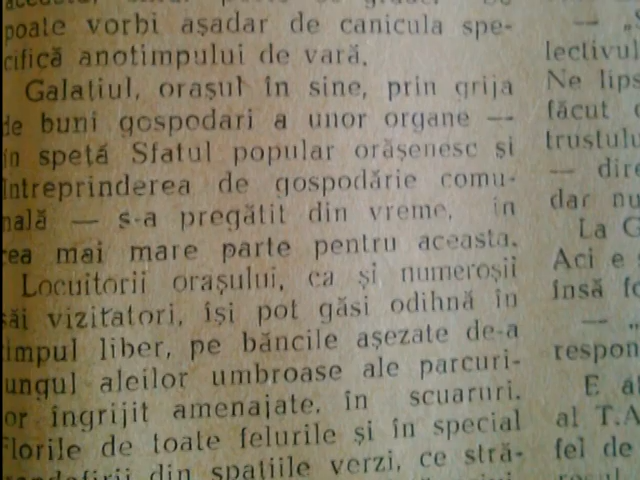 poate vorbi așadar de canicula spe-
cifică anotimpului de vară.
Galațiul, orașul în sine, prin grija
de buni gospodari a unor organe —
în speță Sfatul popular orășenesc și
Întreprinderea de gospodărie comu-
nală — s-a pregătit din vreme, în
cea mai mare parte pentru aceasta.
Locuitorii orașului, ca și numeroșii
săi vizitatori, își pot găsi odihnă în
timpul liber, pe băncile așezate de-a
lungul aleilor umbroase ale parcuri-
lor îngrijit amenajate, în scuaruri.
Florile de toate felurile și în special
din spațiile verzi, ce stră-
lectivul
Ne lips
făcut
trustulu
— dire
dar nu
La G
Aci e
însă fo
— „
respon
E
al T.A
fel de